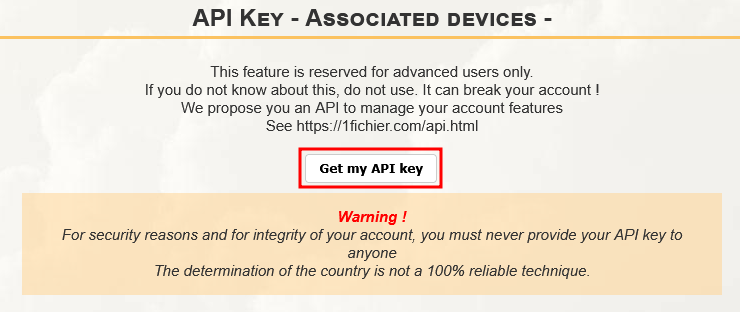 API Key - Associated devices -
This feature is reserved for advanced users only.
If you do not know about this, do not use. It can break your account !
We propose you an API to manage your account features
See https://1fichier.com/api.html
Get my API key
Warning !
For security reasons and for integrity of your account, you must never provide your API key to
anyone
The determination of the country is not a 100% reliable technique.